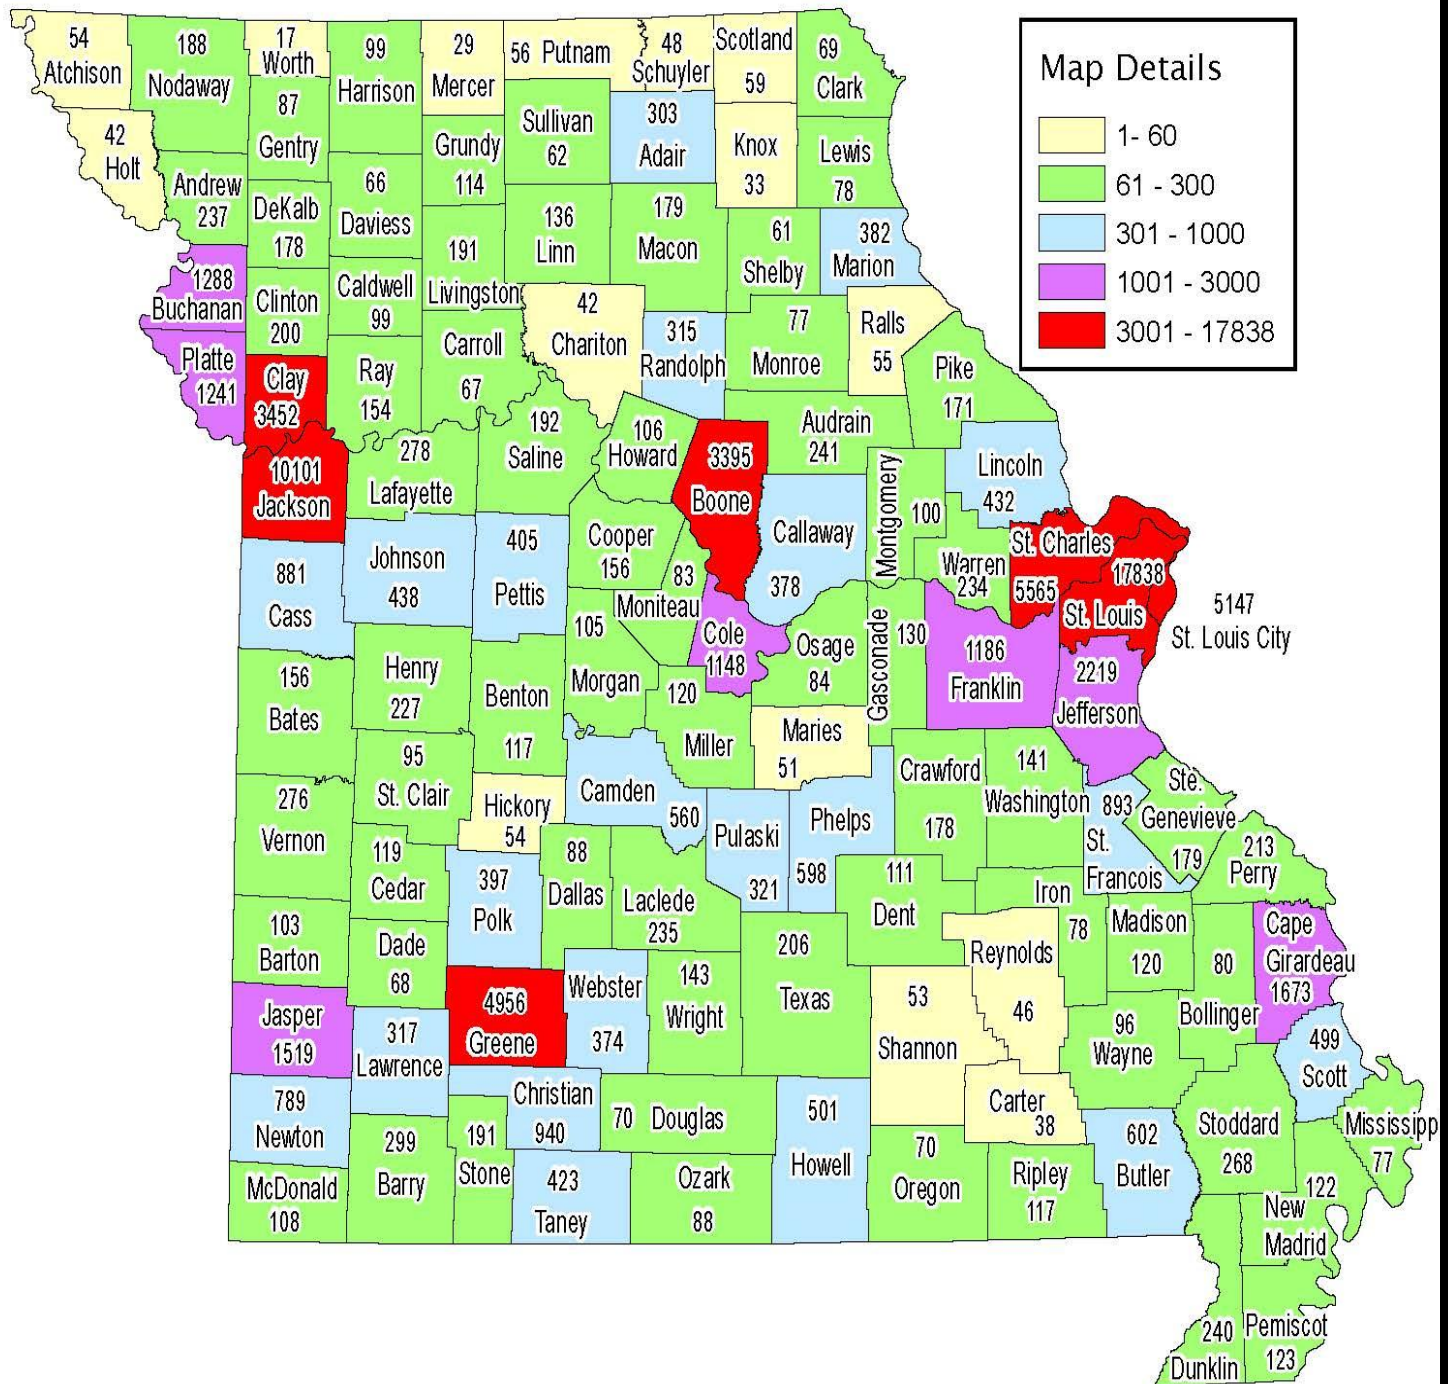 54
Atchison
188
Nodaway
17
Worth
99
Harrison
29
Mercer
56 Putnam
48
Schuyler
Scotland
59
69
Clark
Map Details
1- 60
61 - 300
301 - 1000
1001 - 3000
3001 - 17838
42
Holt
87
Gentry
Grundy
114
Sullivan
62
303
Adair
Knox
33
Lewis
78
Andrew
237
DeKalb
178
66
Daviess
191
Livingston
136
Linn
179
Macon
61
Shelby
382
Marion
1288
Buchanan
Clinton
200
Caldwell
99
Carroll
67
42
Chariton
315
Randolph
77
Monroe
Ralls
55
Pike
171
Platte
1241
Clay
3452
Ray
154
192
Saline
106
Howard
3395
Boone
Audrain
241
Lincoln
432
10101
Jackson
278
Lafayette
Cooper
156
Callaway
378
Montgomery
100
Warren
234
St. Charles
5565
17838
St. Louis
5147
St. Louis City
881
Cass
Johnson
438
405
Pettis
83
Moniteau
105
Morgan
Cole
1148
Osage
84
Gasconade
130
1186
Franklin
2219
Jefferson
156
Bates
Henry
227
Benton
117
120
Miller
Maries
51
95
St. Clair
Hickory
54
Camden
560
Pulaski
321
Phelps
598
Crawford
178
141
Washington
893
St.
Francois
Ste.
Genevieve
179
213
Perry
276
Vernon
119
Cedar
397
Polk
88
Dallas
Laclede
235
111
Dent
Iron
78
Madison
120
80
Bollinger
Cape
Girardeau
1673
103
Barton
Dade
68
206
Texas
Reynolds
46
Jasper
1519
317
Lawrence
4956
Greene
Webster
374
143
Wright
53
Shannon
96
Wayne
499
Scott
789
Newton
Christian
940
70 Douglas
501
Howell
Carter
38
602
Butler
Stoddard
268
Mississipp
77
McDonald
108
299
Barry
191
Stone
423
Taney
Ozark
88
70
Oregon
Ripley
117
122
New
Madrid
240
Dunklin
Pemiscot
123